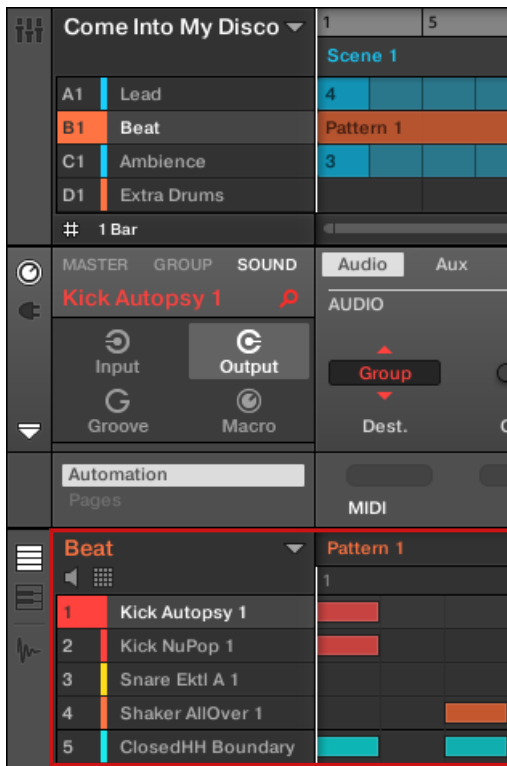 Come Into My Disco
1 5
Scene 1
A1 Lead 4
B1 Beat Pattern 1
C1 Ambience 3
D1 Extra Drums
1 Bar
MASTER GROUP SOUND Audio Aux
Kick Autopsy 1 AUDIO
Input Output
Group
Groove Macro Dest.
Automation
Pages MIDI
Beat Pattern 1
1
1 Kick Autopsy 1
2 Kick NuPop 1
3 Snare Ektl A 1
4 Shaker AllOver 1
5 ClosedHH Boundary